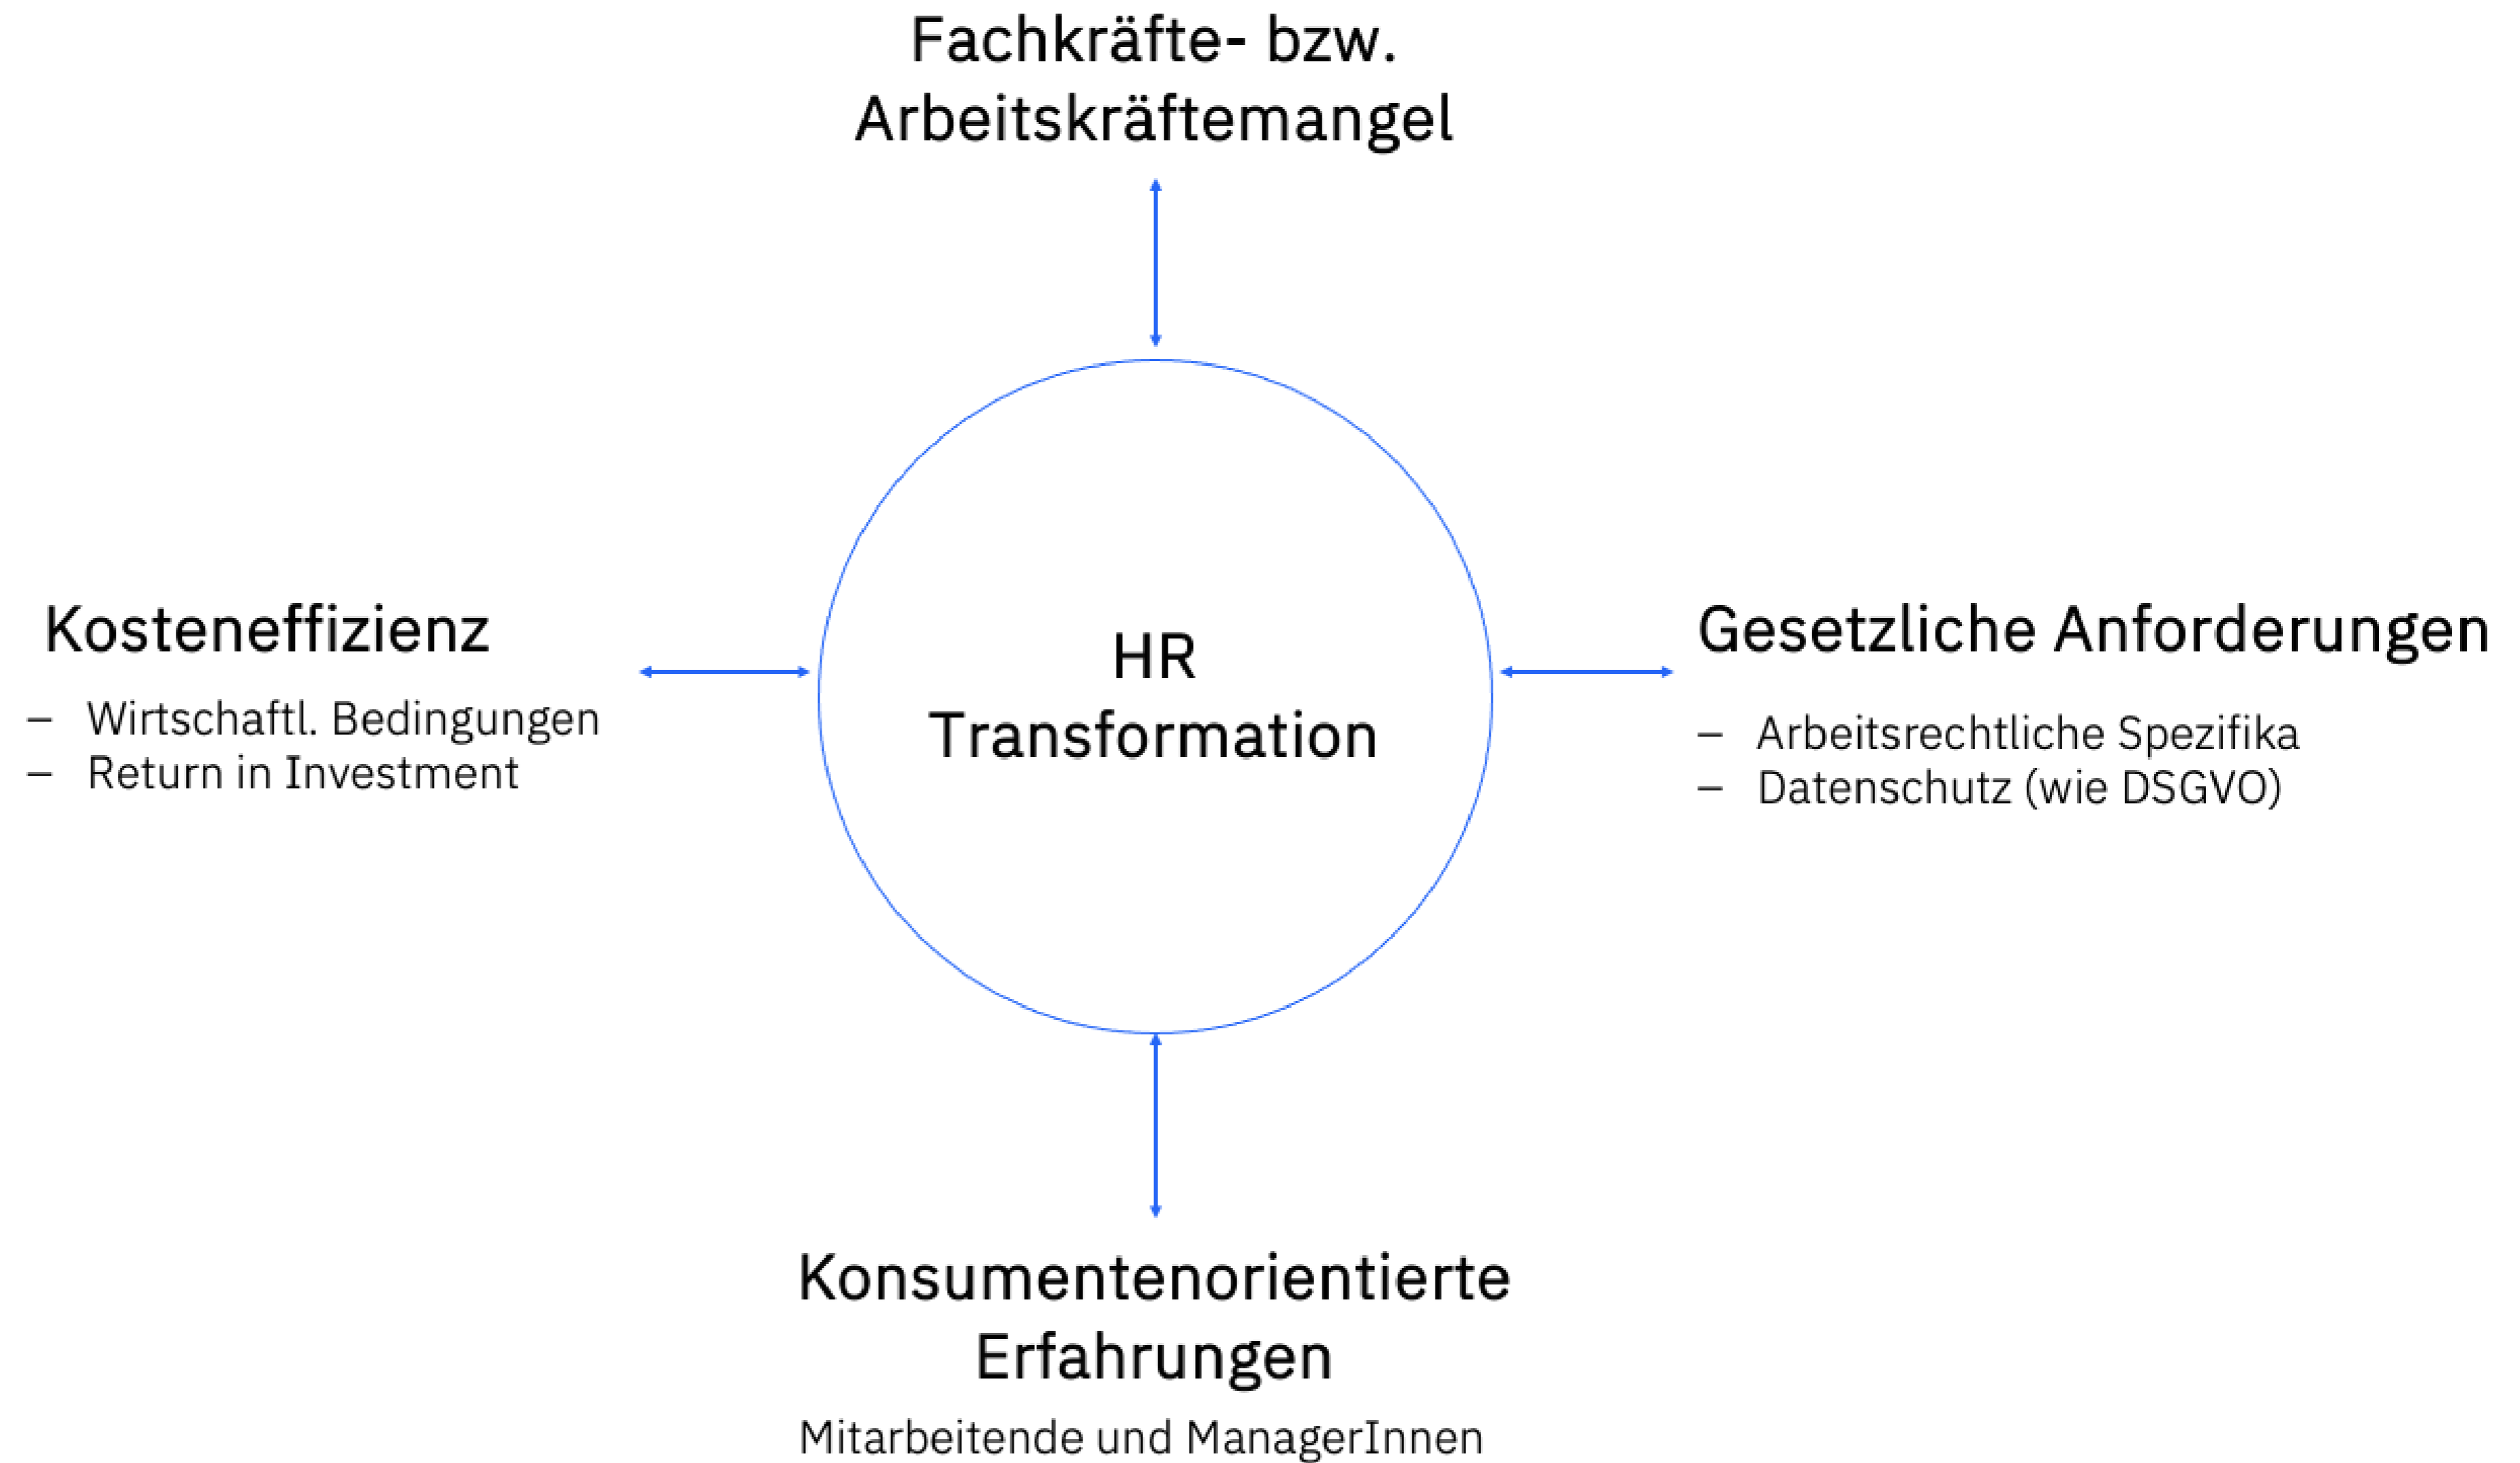 Fachkräfte- bzw.
Arbeitskräftemangel
Kosteneffizienz
– Wirtschaftl. Bedingungen
– Return in Investment
HR
Transformation
Gesetzliche Anforderungen
– Arbeitsrechtliche Spezifika
– Datenschutz (wie DSGVO)
Konsumentenorientierte
Erfahrungen
Mitarbeitende und ManagerInnen